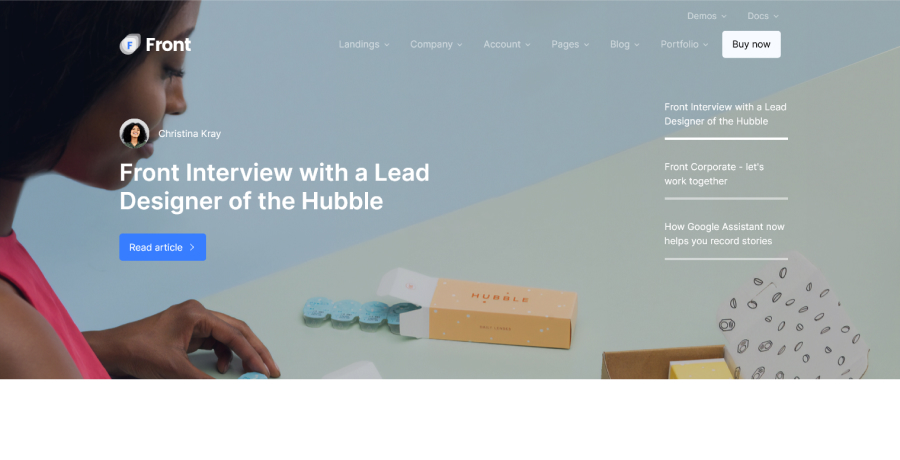 Demos
Docs
F Front
Landings
Company
Account
Pages
Blog
Portfolio
Buy now
Christina Kray
Front Interview with a Lead
Designer of the Hubble
Read article
Front Interview with a Lead
Designer of the Hubble
Front Corporate - let's
work together
How Google Assistant now
helps you record stories
HUBBLE